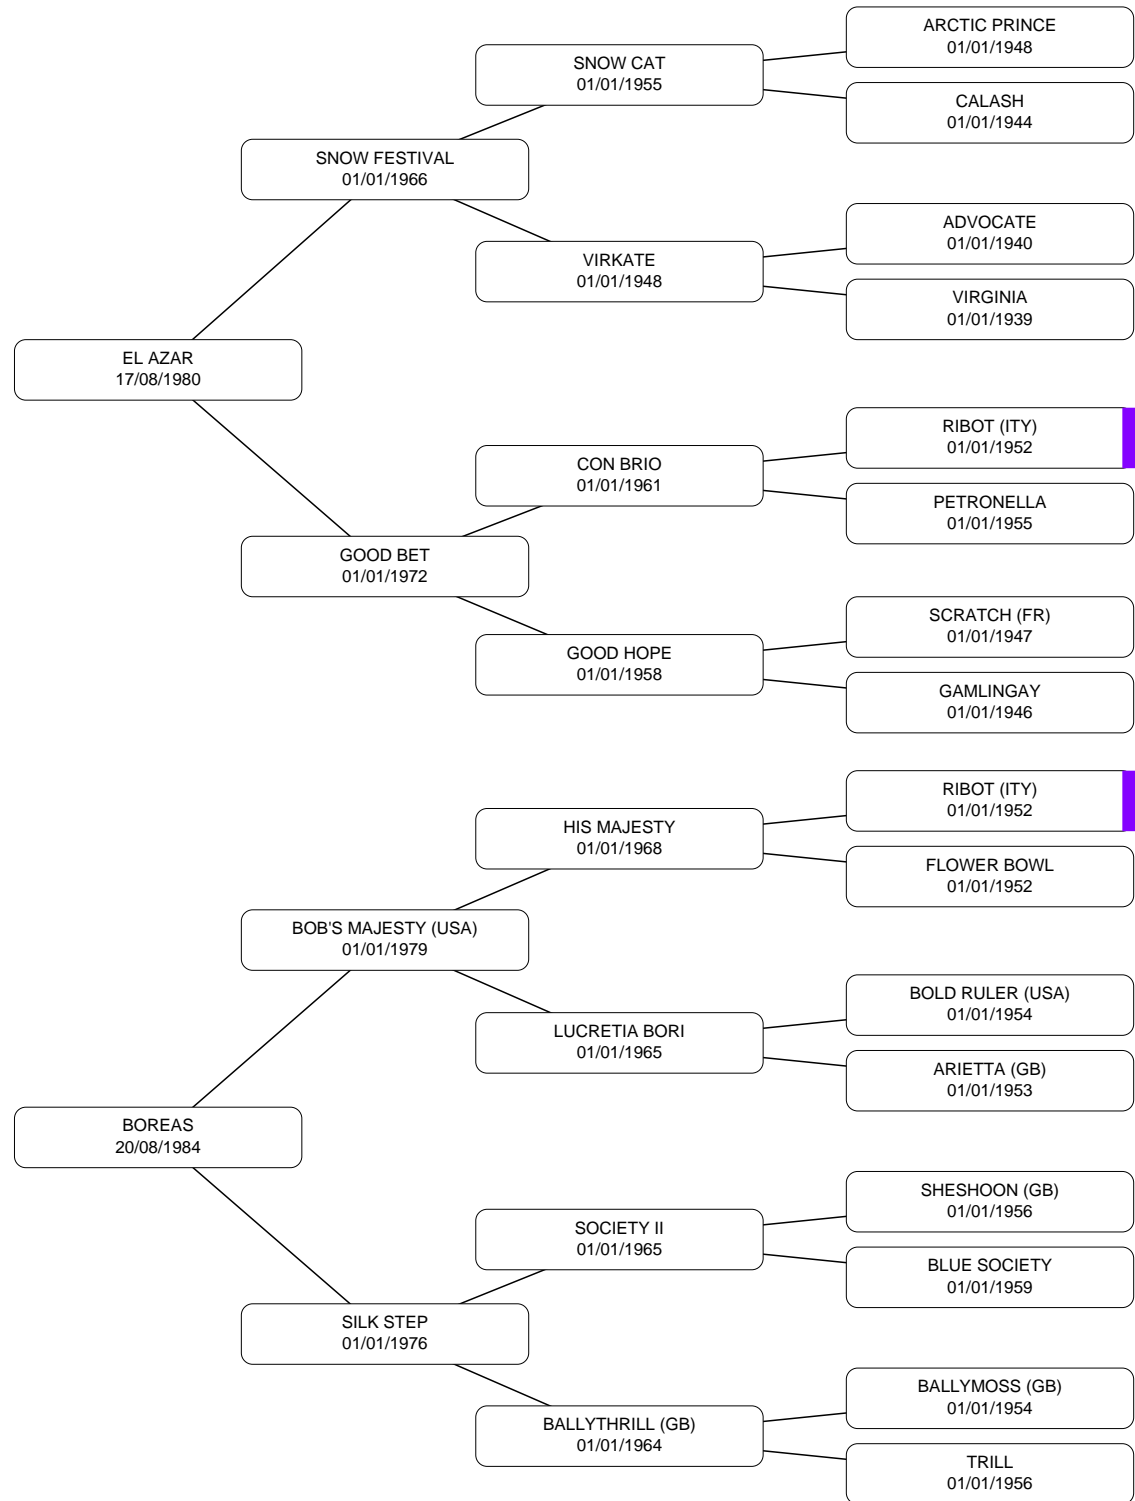 ARCTIC PRINCE
01/01/1948
SNOW CAT
01/01/1955
CALASH
01/01/1944
SNOW FESTIVAL
01/01/1966
ADVOCATE
01/01/1940
VIRKATE
01/01/1948
VIRGINIA
01/01/1939
EL AZAR
17/08/1980
RIBOT (ITY)
01/01/1952
CON BRIO
01/01/1961
PETRONELLA
01/01/1955
GOOD BET
01/01/1972
SCRATCH (FR)
01/01/1947
GOOD HOPE
01/01/1958
GAMLINGAY
01/01/1946
RIBOT (ITY)
01/01/1952
HIS MAJESTY
01/01/1968
FLOWER BOWL
01/01/1952
BOB'S MAJESTY (USA)
01/01/1979
BOLD RULER (USA)
01/01/1954
LUCRETIA BORI
01/01/1965
ARIETTA (GB)
01/01/1953
BOREAS
20/08/1984
SHESHOON (GB)
01/01/1956
SOCIETY II
01/01/1965
BLUE SOCIETY
01/01/1959
SILK STEP
01/01/1976
BALLYMOSS (GB)
01/01/1954
BALLYTHRILL (GB)
01/01/1964
TRILL
01/01/1956